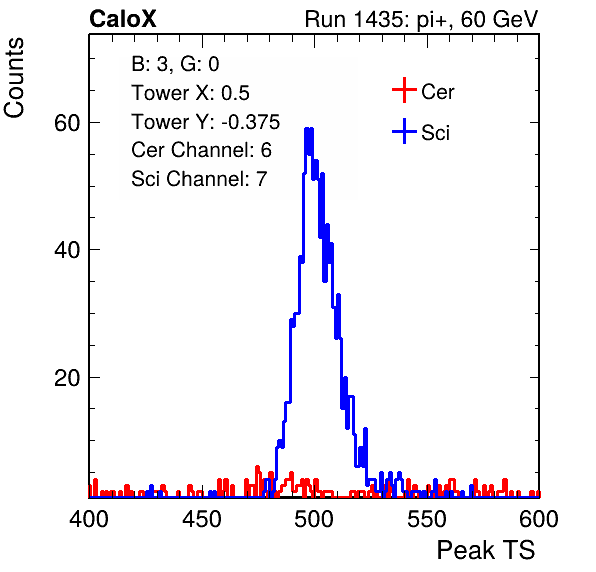 CaloX Run 1435: pi+, 60 GeV
Counts
B: 3, G: 0
Tower X: 0.5
Tower Y: -0.375
Cer Channel: 6
Sci Channel: 7
Cer
Sci
60
40
20
400 450 500 550 600
Peak TS